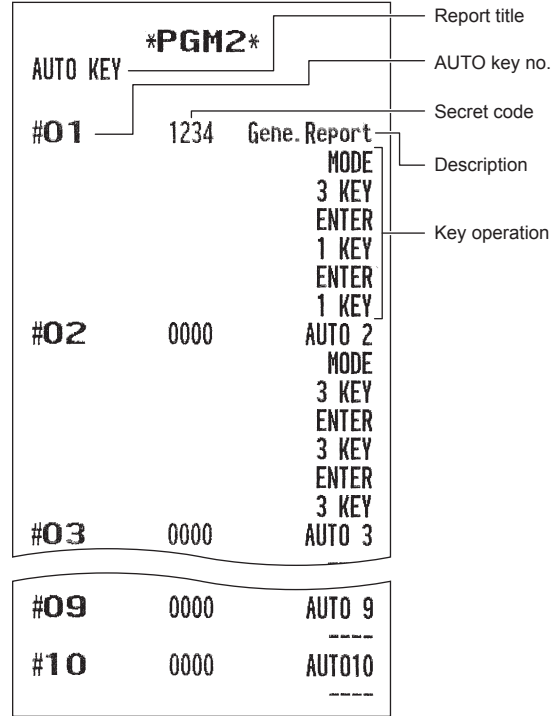 *PGM2*
Report title
AUTO KEY
AUTO key no.
Secret code
#01 1234 Gene.Report
Description
MODE
3 KEY
ENTER
Key operation
1 KEY
ENTER
1 KEY
#02 0000 AUTO 2
MODE
3 KEY
ENTER
3 KEY
ENTER
3 KEY
#03 0000 AUTO 3
#09 0000 AUTO 9
----
#10 0000 AUTO10
----